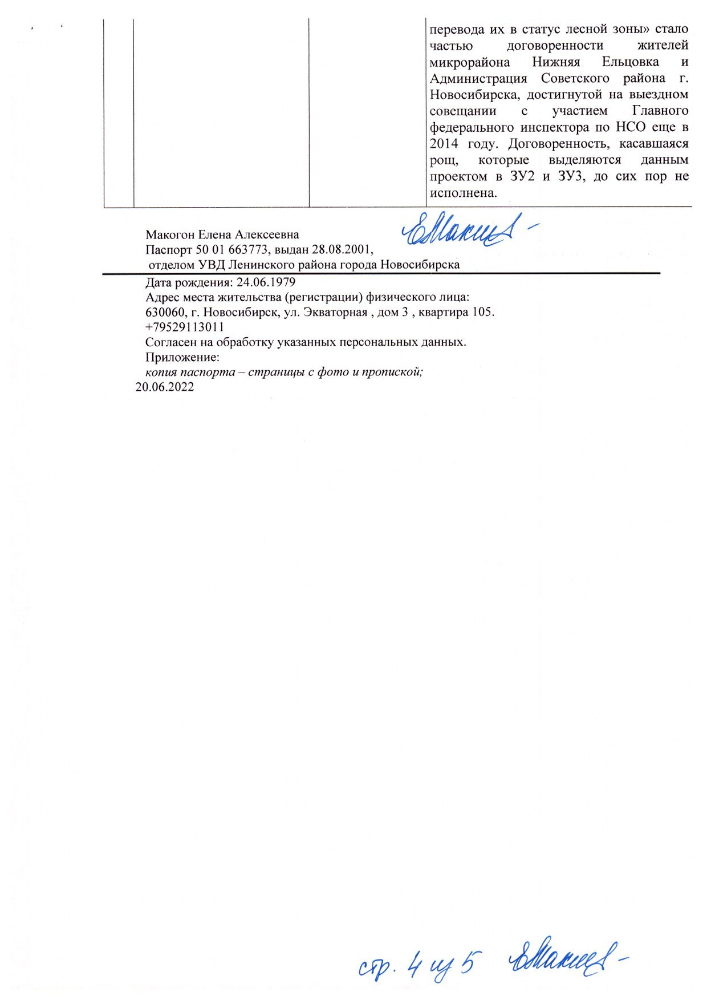 перевода их в статус лесной зоны» стало
частью договоренности жителей
микрорайона Нижняя Ельцовка и
Администрация Советского района г.
Новосибирска, достигнутой на выездном
совещании с участием Главного
федерального инспектора по НСО еще в
2014 году. Договоренность, касавшаяся
рощ, которые выделяются данным
проектом в ЗУ2 и ЗУ3, до сих пор не
исполнена.
Макогон Елена Алексеевна
Паспорт 50 01 663773, выдан 28.08.2001,
отделом УВД Ленинского района города Новосибирска
Дата рождения: 24.06.1979
Адрес места жительства (регистрации) физического лица:
630060, г. Новосибирск, ул. Экваторная , дом 3 , квартира 105.
+79529113011
Согласен на обработку указанных персональных данных.
Приложение:
копия паспорта – страницы с фото и пропиской;
20.06.2022
стр. 4 из 5